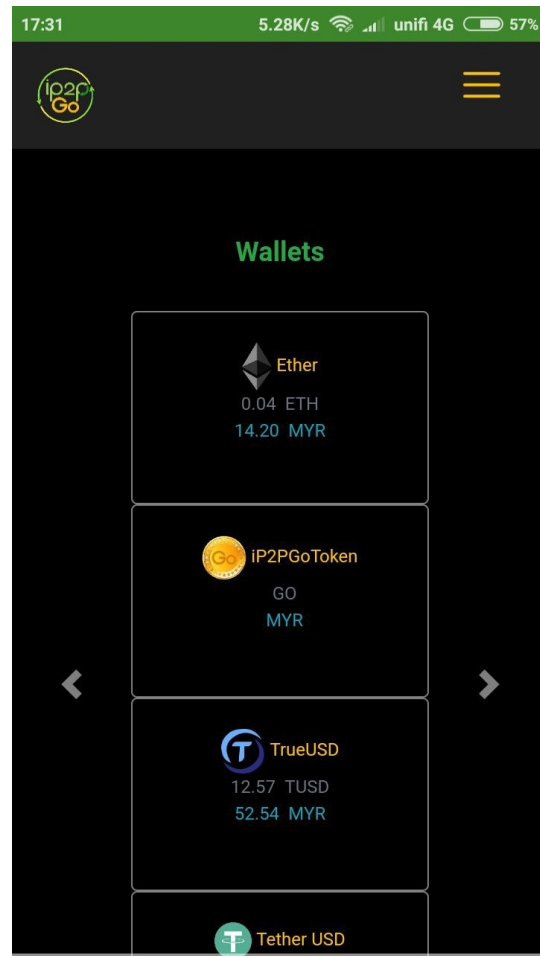 17:31 5.28K/s unifi 4G 57%
ip2p
Go
Wallets
Ether
0.04 ETH
14.20 MYR
Go iP2PGoToken
GO
MYR
T TrueUSD
12.57 TUSD
52.54 MYR
T Tether USD